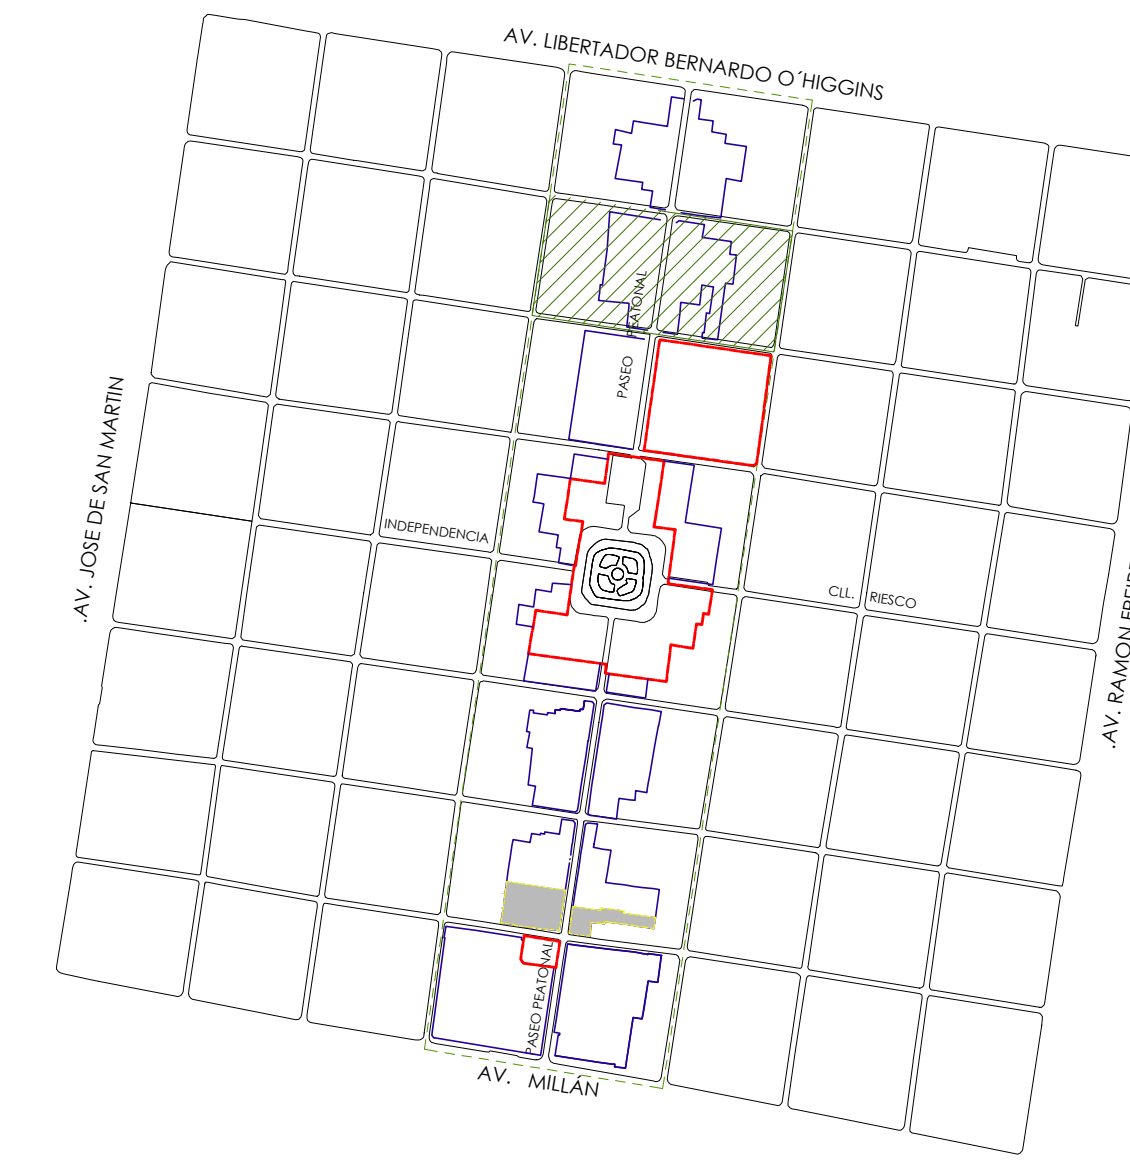 AV. LIBERTADOR BERNARDO O´HIGGINS
PEATONAL
PASEO
.AV. JOSE DE SAN MARTIN
INDEPENDENCIA
CLL. RIESCO
.AV. RAMON FREIRE
PASEO PEATONAL
AV. MILLÁN